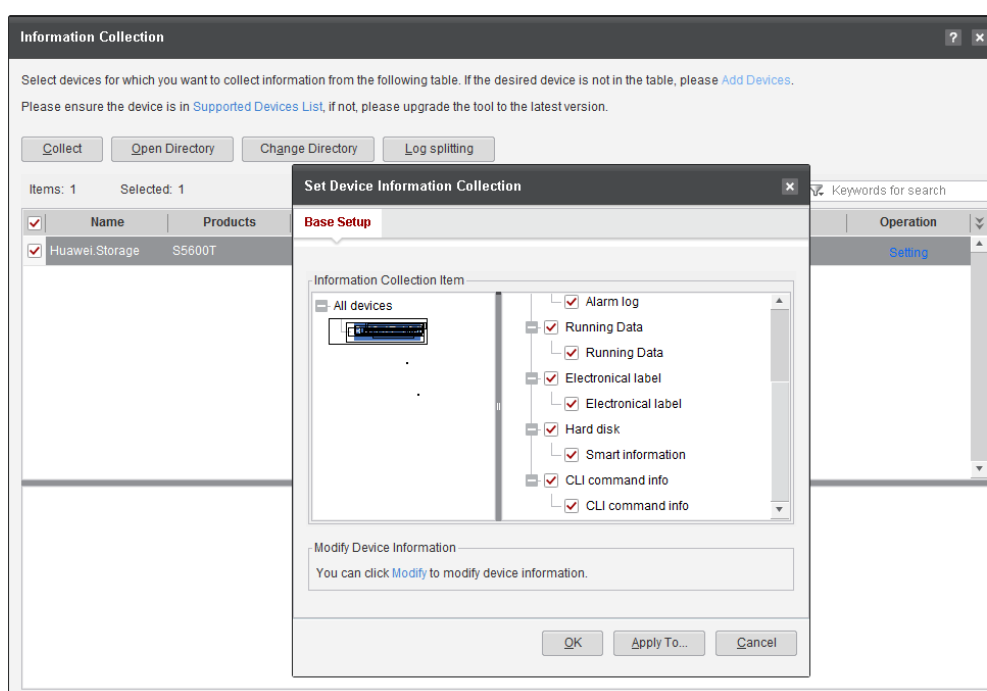 Information Collection
Select devices for which you want to collect information from the following table. If the desired device is not in the table, please Add Devices.
Please ensure the device is in Supported Devices List, if not, please upgrade the tool to the latest version.
Collect Open Directory Change Directory Log splitting
Items: 1 Selected: 1 Keywords for search
Name Products Operation
Huawei.Storage S5600T Setting
Set Device Information Collection
Base Setup
Information Collection Item
All devices
Alarm log
Running Data
Running Data
Electronical label
Electronical label
Hard disk
Smart information
CLI command info
CLI command info
Modify Device Information
You can click Modify to modify device information.
OK Apply To... Cancel